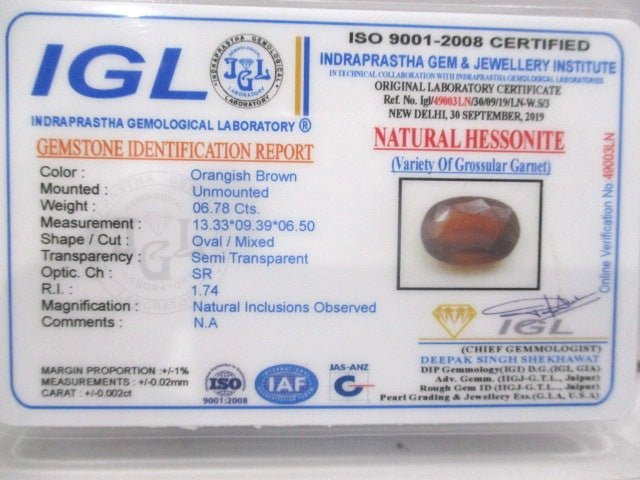 IGL
INDRAPRASTHA GEMOLOGICAL LABORATORY
IGL
LABORATORY
INDRAPRASTHA GEMOLOGICAL LABORATORY ®
GEMSTONE IDENTIFICATION REPORT
Color : Orangish Brown
Mounted : Unmounted
Weight : 06.78 Cts.
Measurement : 13.33*09.39*06.50
Shape / Cut : Oval / Mixed
Transparency : Semi Transparent
Optic. Ch : SR
R.I. : 1.74
Magnification : Natural Inclusions Observed
Comments : N.A
MARGIN PROPORTION :+/-1%
MEASUREMENTS : +/-0.02mm
CARAT : +/-0.002ct
ISO
9001:2008
IAF
JAS-ANZ
ISO 9001-2008 CERTIFIED
INDRAPRASTHA GEM & JEWELLERY INSTITUTE
IN TECHNICAL COLLABORATION WITH INDRAPRASTHA GEMOLOGICAL LABORATORIES
ORIGINAL LABORATORY CERTIFICATE
Ref. No. Igl/49003LN/30/09/19/LN-W.S/3
NEW DELHI, 30 SEPTEMBER, 2019
NATURAL HESSONITE
(Variety Of Grossular Garnet)
Online Verification No 49003LN
IGL
(CHIEF GEMMOLOGIST)
DEEPAK SINGH SHEKHAWAT
DIP Gemmology(IGI) D.G. (IGL, GIA)
Adv. Gemm. (IIGJ-G.T.L., Jaipur)
Rough Gem ID (IIGJ-G.T.L., Jaipur)
Pearl Grading & Jewellery Ess.(G.I.A, U.S.A)